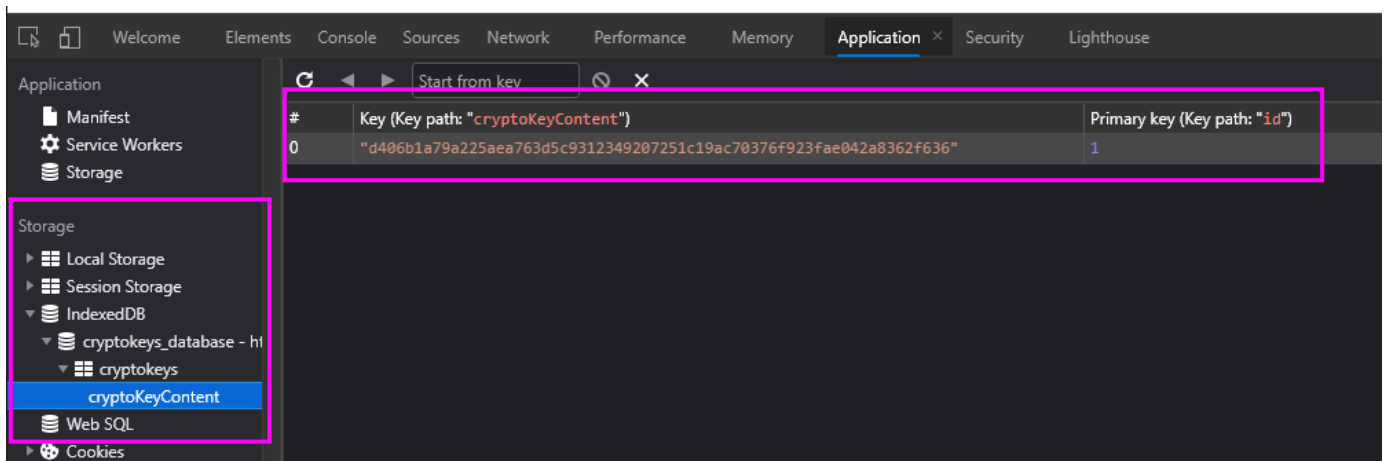 Welcome Elements Console Sources Network Performance Memory Application × Security Lighthouse
Application
Manifest
Service Workers
Storage
Storage
Local Storage
Session Storage
IndexedDB
cryptokeys_database - ht
cryptokeys
cryptoKeyContent
Web SQL
Cookies
Start from key
# Key (Key path: "cryptoKeyContent") Primary key (Key path: "id")
0 "d406b1a79a225aea763d5c9312349207251c19ac70376f923fae042a8362f636" 1